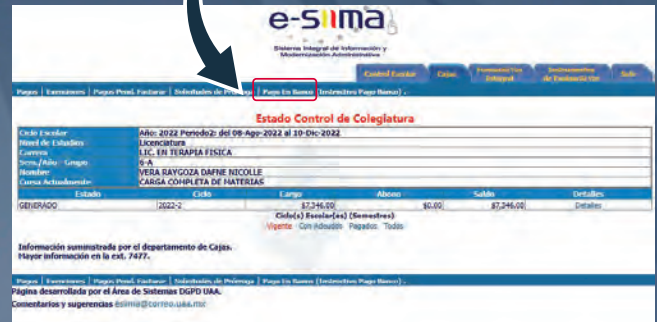 e-siima
Sistema Integral de Información y
Modernización Administrativa
Control Escolar Cajas Formación Integral Instrumentos de Evaluación Salir
Pagos | Exenciones | Pagos Pend. Facturar | Solicitudes de Prórroga | Pago En Banco (Instructivo Pago Banco) .
Estado Control de Colegiatura
Ciclo Escolar Año: 2022 Periodo2: del 08-Ago-2022 al 10-Dic-2022
Nivel de Estudios Licenciatura
Carrera LIC. EN TERAPIA FISICA
Sem./Año - Grupo 6-A
Nombre VERA RAYGOZA DAFNE NICOLLE
Cursa Actualmente: CARGA COMPLETA DE MATERIAS
Estado Ciclo Cargo Abono Saldo Detalles
GENERADO 2022-2 $7,346.00 $0.00 $7,346.00 Detalles
Ciclo(s) Escolar(es) (Semestres)
Vigente Con Adeudos Pagados Todos
Información suministrada por el departamento de Cajas.
Mayor información en la ext. 7477.
Pagos | Exenciones | Pagos Pend. Facturar | Solicitudes de Prórroga | Pago En Banco (Instructivo Pago Banco) .
Página desarrollada por el Área de Sistemas DGPD UAA.
Comentarios y sugerencias esiima@correo.uaa.mx